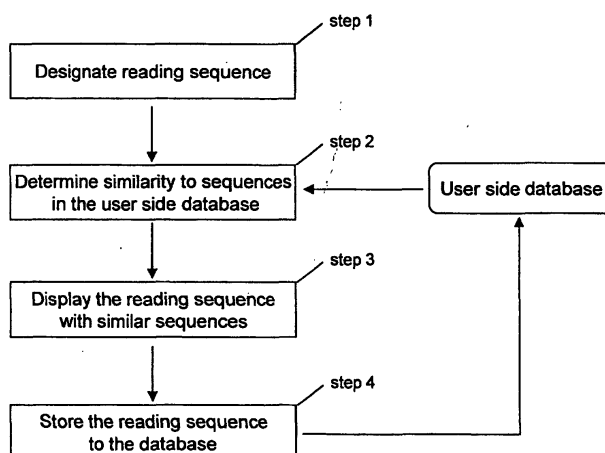 step 1
Designate reading sequence
step 2
Determine similarity to sequences
in the user side database
User side database
step 3
Display the reading sequence
with similar sequences
step 4
Store the reading sequence
to the database